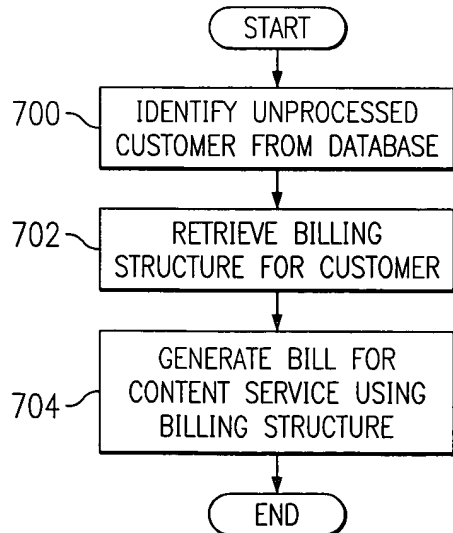 START
700
IDENTIFY UNPROCESSED
CUSTOMER FROM DATABASE
702
RETRIEVE BILLING
STRUCTURE FOR CUSTOMER
704
GENERATE BILL FOR
CONTENT SERVICE USING
BILLING STRUCTURE
END